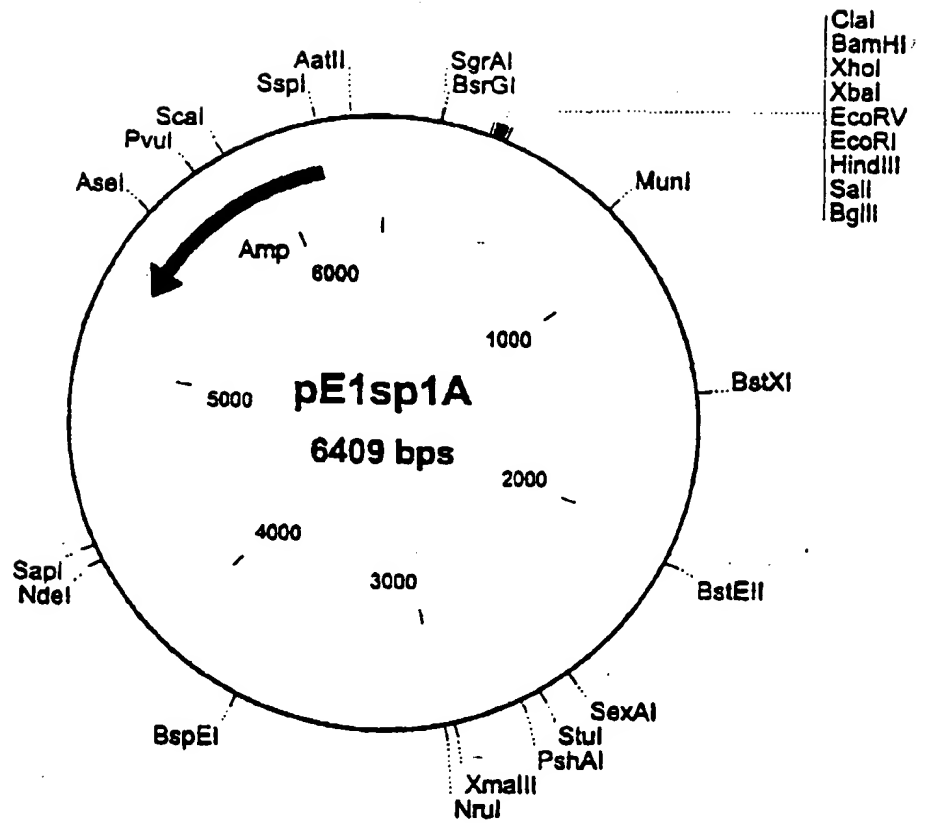 ClaI
BamHI
XhoI
XbaI
EcoRV
EcoRI
HindIII
SalI
BglII
AatII
SspI
SgrAI
BsrGI
ScaI
PvuI
AseI
MunI
Amp
6000
1000
BstXI
5000
pE1sp1A
6409 bps
2000
4000
3000
SapI
NdeI
BstEII
BspEI
SexAI
StuI
PshAI
XmaIII
NruI